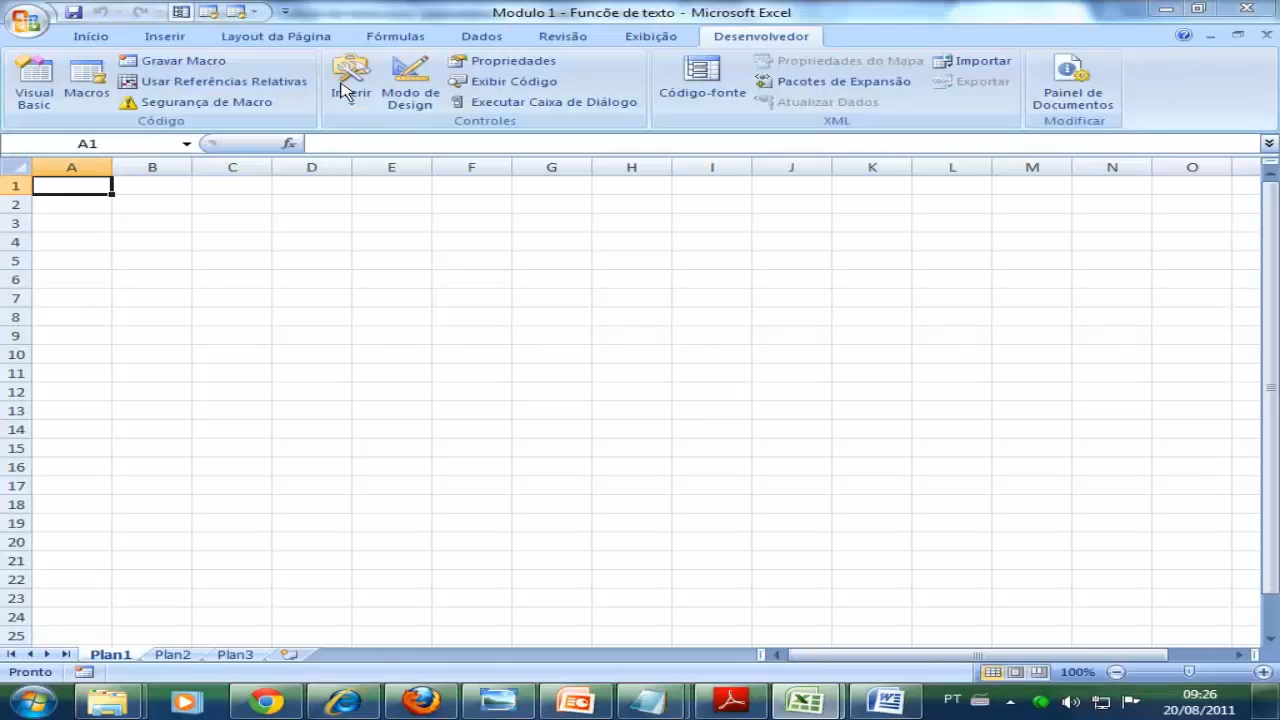 Modulo 1 - Funcõe de texto - Microsoft Excel
Início Inserir Layout da Página Fórmulas Dados Revisão Exibição Desenvolvedor
Visual Basic
Macros
Gravar Macro
Usar Referências Relativas
Segurança de Macro
Código
Inserir
Modo de Design
Propriedades
Exibir Código
Executar Caixa de Diálogo
Controles
Código-fonte
Propriedades do Mapa
Pacotes de Expansão
Atualizar Dados
Importar
Exportar
XML
Painel de Documentos
Modificar
A1 fx
A B C D E F G H I J K L M N O
1
2
3
4
5
6
7
8
9
10
11
12
13
14
15
16
17
18
19
20
21
22
23
24
25
Plan1 Plan2 Plan3
Pronto 100%
PT 09:26
20/08/2011